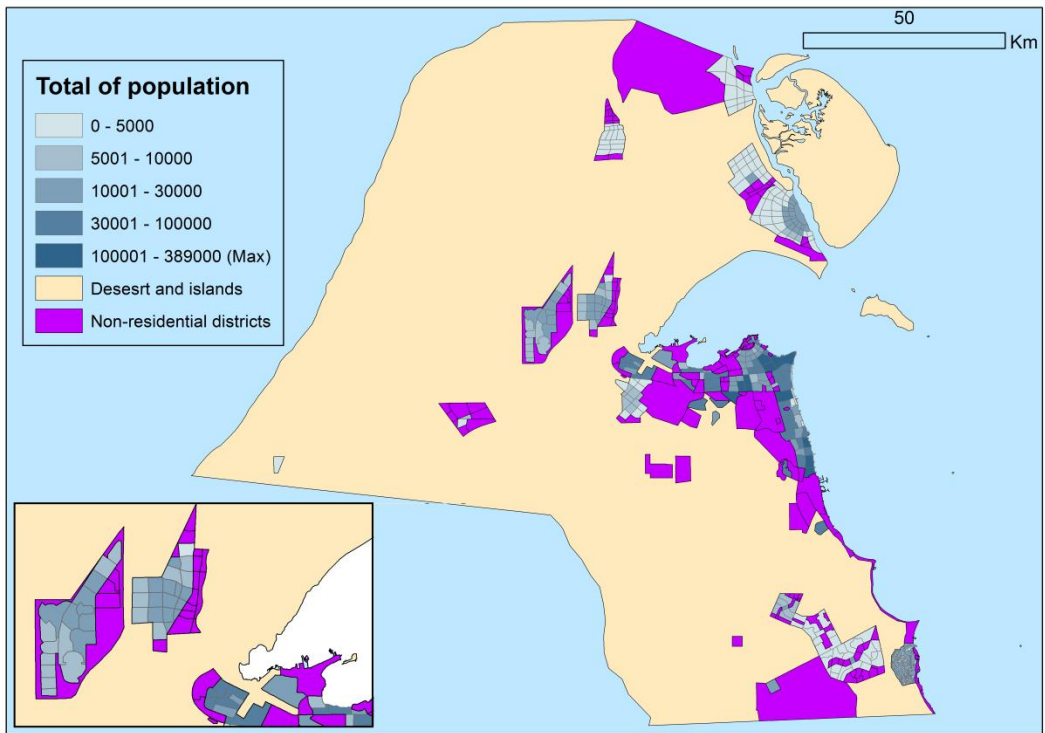 50
Km
Total of population
0 - 5000
5001 - 10000
10001 - 30000
30001 - 100000
100001 - 389000 (Max)
Desesrt and islands
Non-residential districts